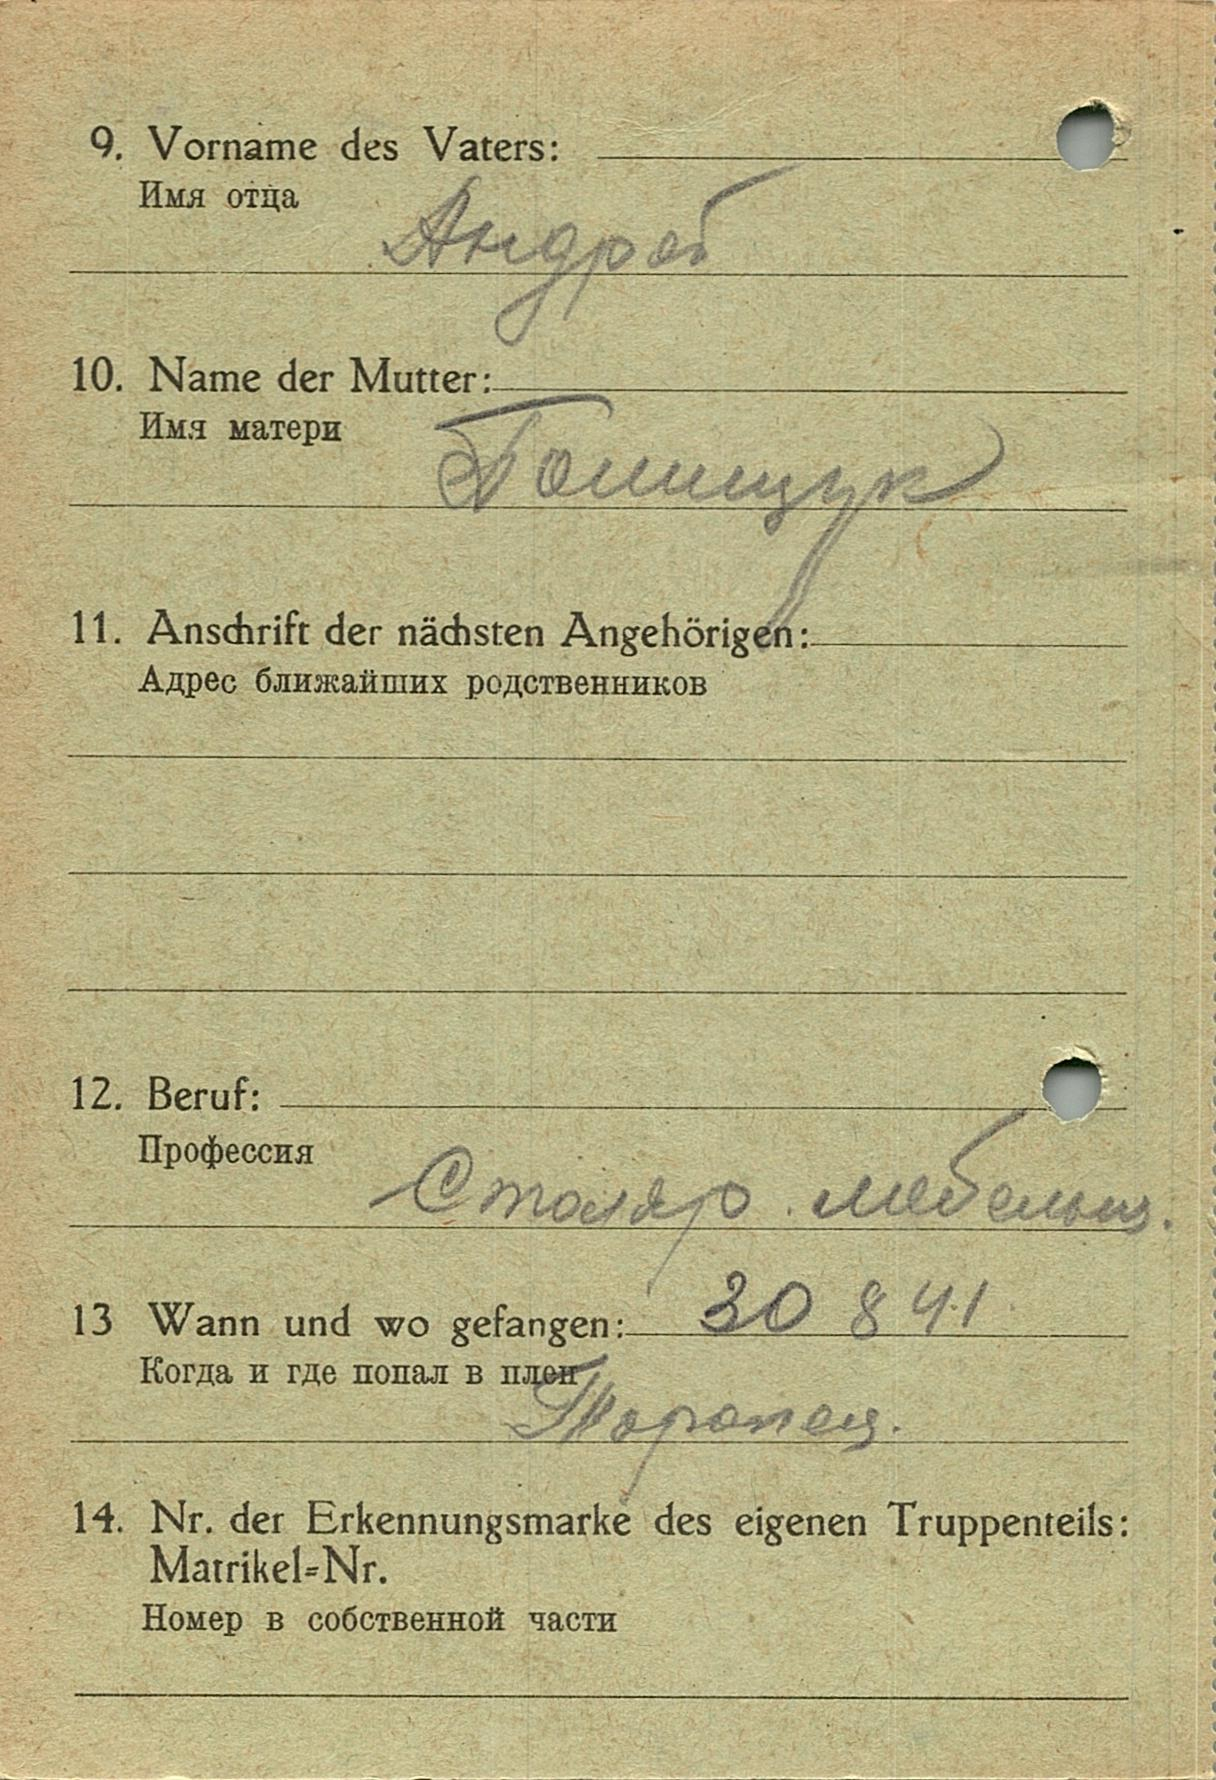 9. Vorname des Vaters:
Имя отца
Андрей
10. Name der Mutter:
Имя матери
Полищук
11. Anschrift der nächsten Angehörigen:
Адрес ближайших родственников
12. Beruf:
Профессия
Столяр. мебельщ.
13 Wann und wo gefangen: 30 8 41
Когда и где попал в плен
Торопец.
14. Nr. der Erkennungsmarke des eigenen Truppenteils:
Matrikel=Nr.
Номер в собственной части